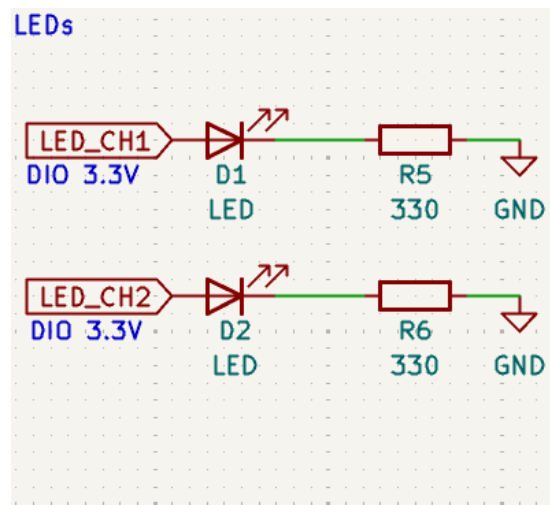 LEDs
LED_CH1
DIO 3.3V
D1
LED
R5
330
GND
LED_CH2
DIO 3.3V
D2
LED
R6
330
GND